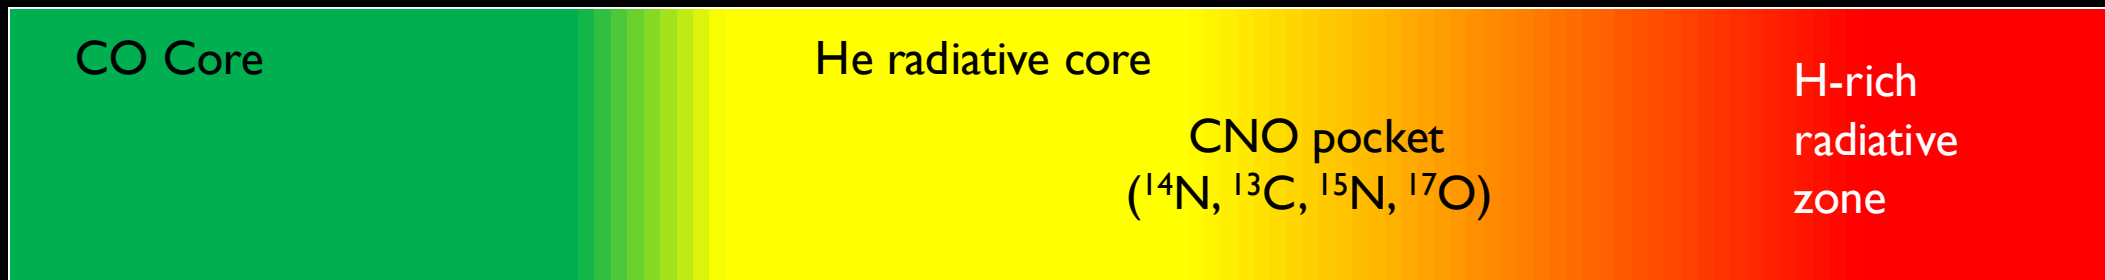 CO Core
He radiative core
CNO pocket
(¹⁴N, ¹³C, ¹⁵N, ¹⁷O)
H-rich
radiative
zone